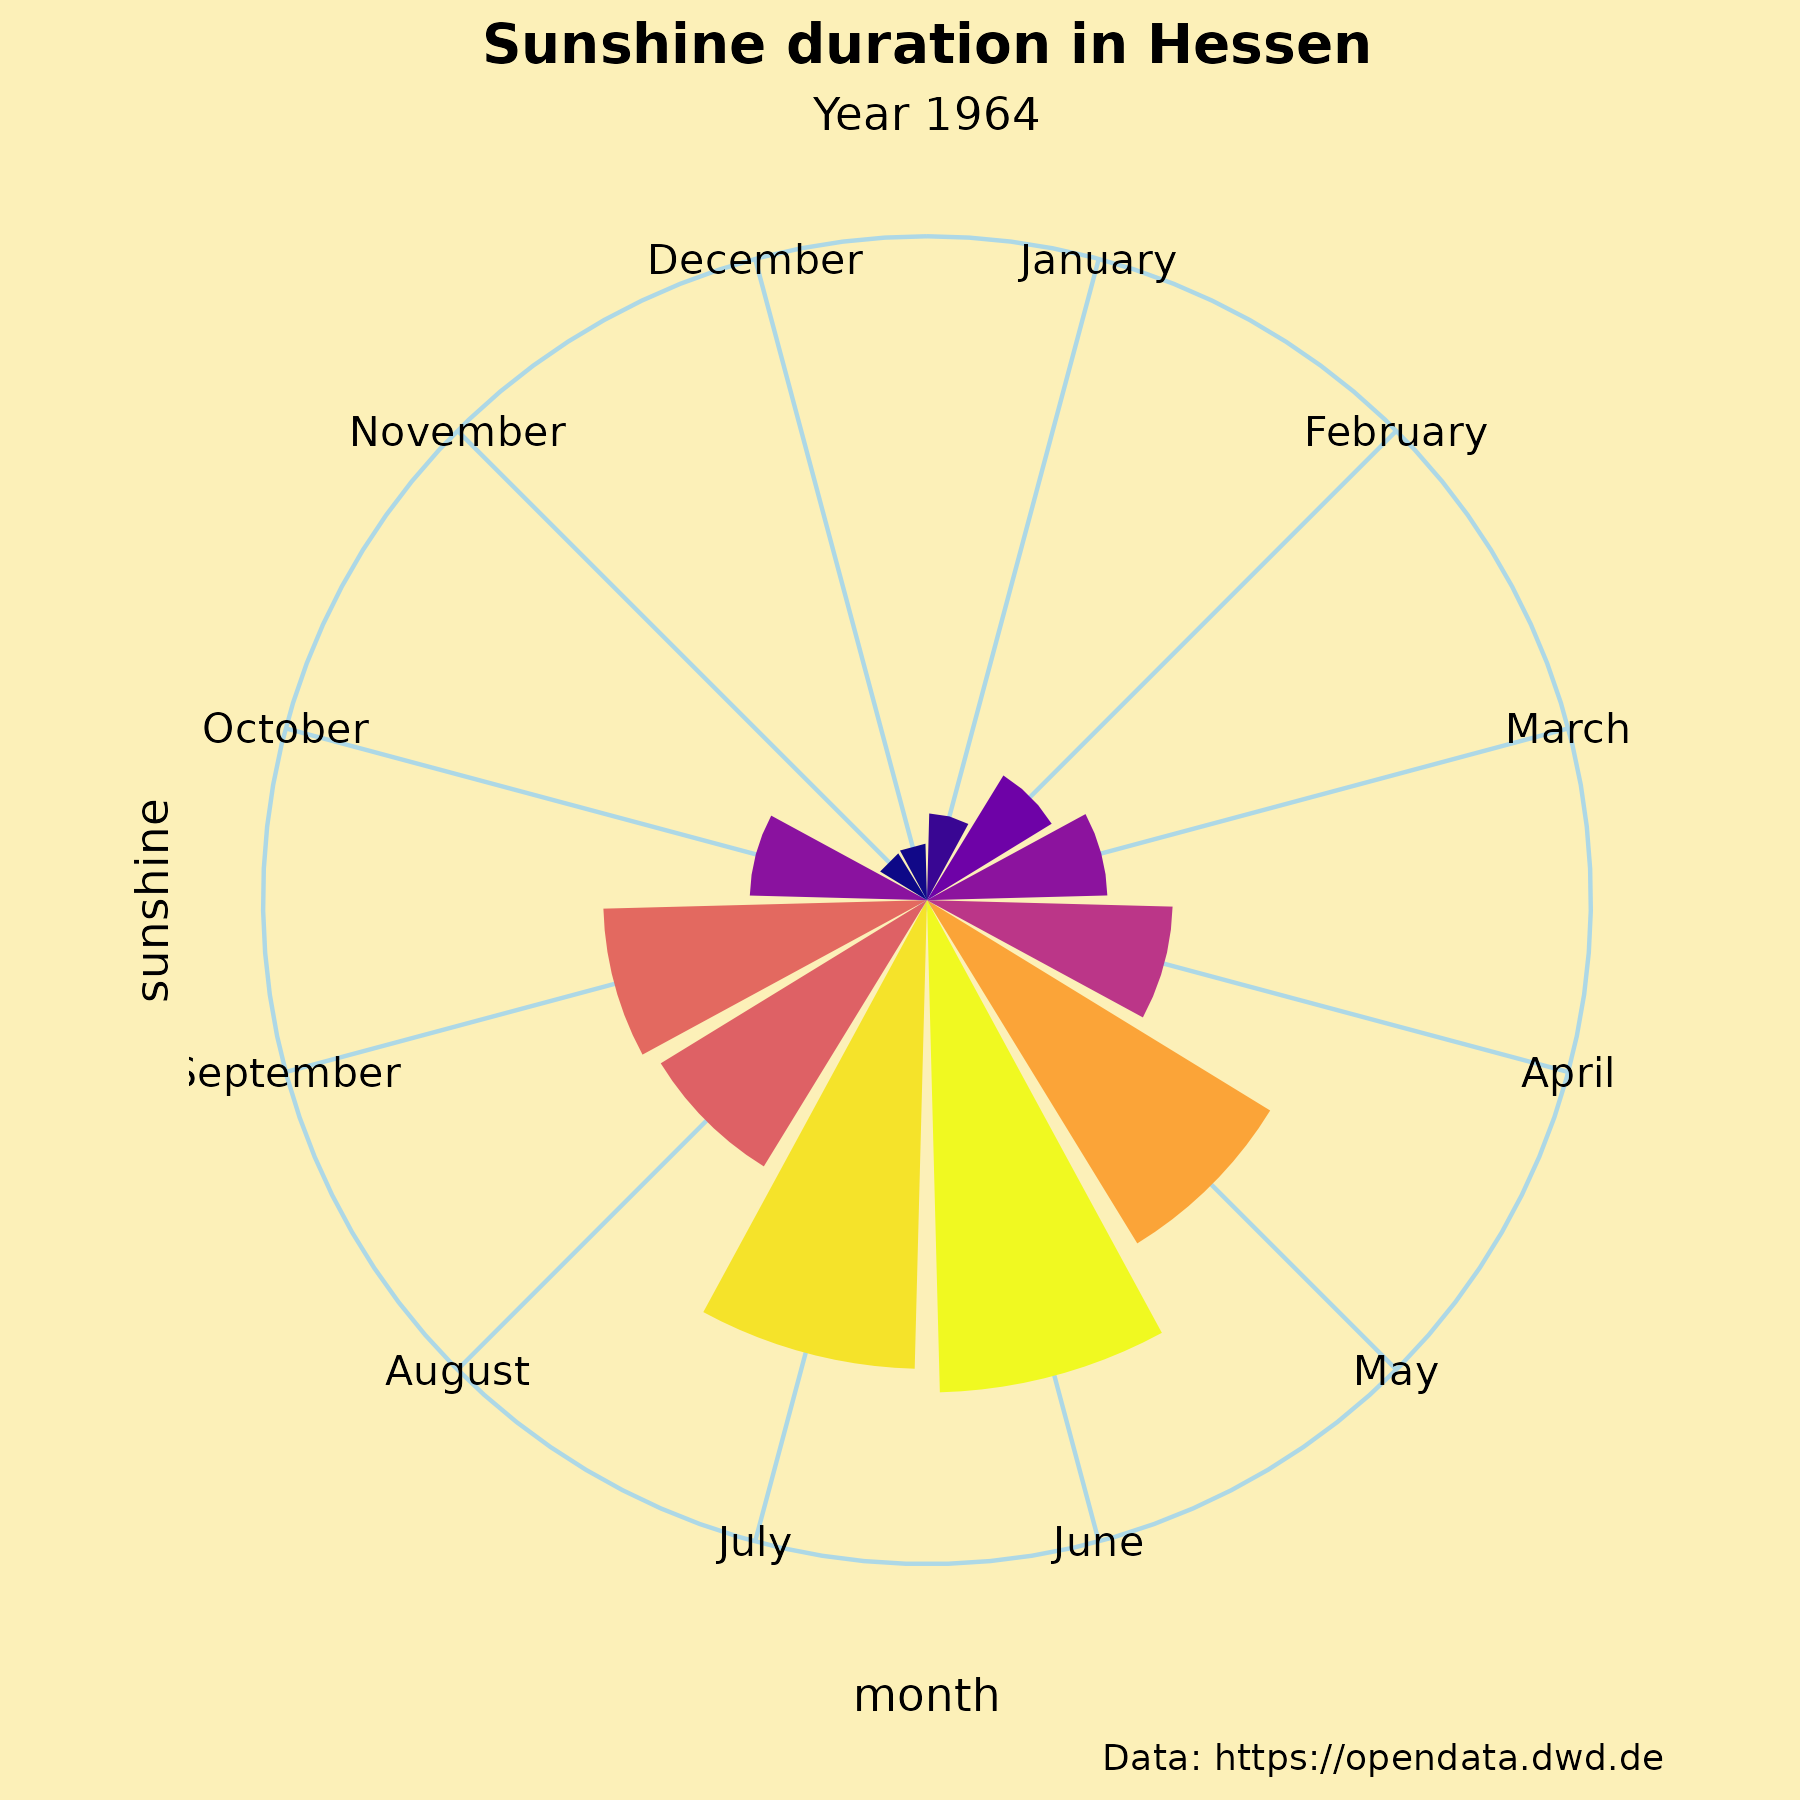 Sunshine duration in Hessen
Year 1964
December
January
November
February
October
March
sunshine
September
April
August
May
July
June
month
Data: https://opendata.dwd.de